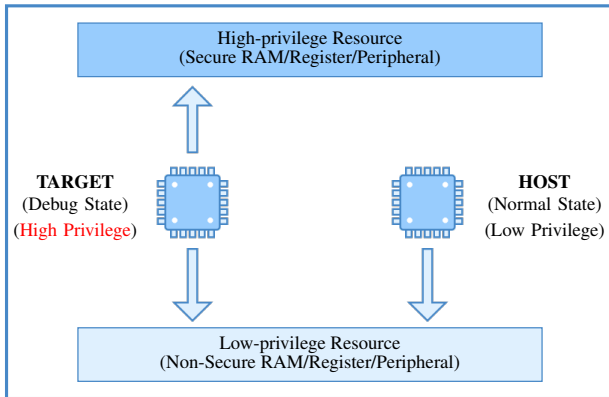 High-privilege Resource
(Secure RAM/Register/Peripheral)
TARGET
(Debug State)
(High Privilege)
HOST
(Normal State)
(Low Privilege)
Low-privilege Resource
(Non-Secure RAM/Register/Peripheral)